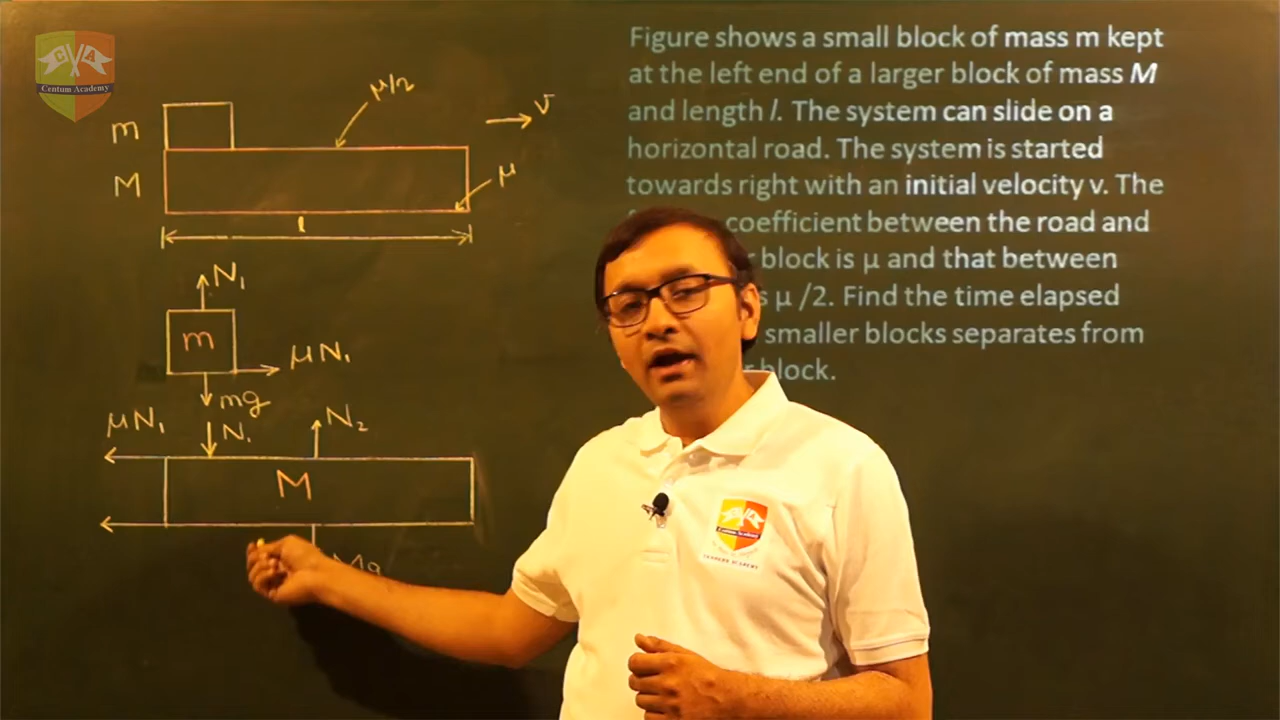 Centum Academy
Figure shows a small block of mass m kept
at the left end of a larger block of mass M
and length l. The system can slide on a
horizontal road. The system is started
towards right with an initial velocity v. The
coefficient between the road and
block is μ and that between
μ /2. Find the time elapsed
smaller blocks separates from
block.
μ/2
v
m
M
μ
l
N₁
m
μN₁
mg
μN₁
N₁
N₂
M
Mg
Centum Academy